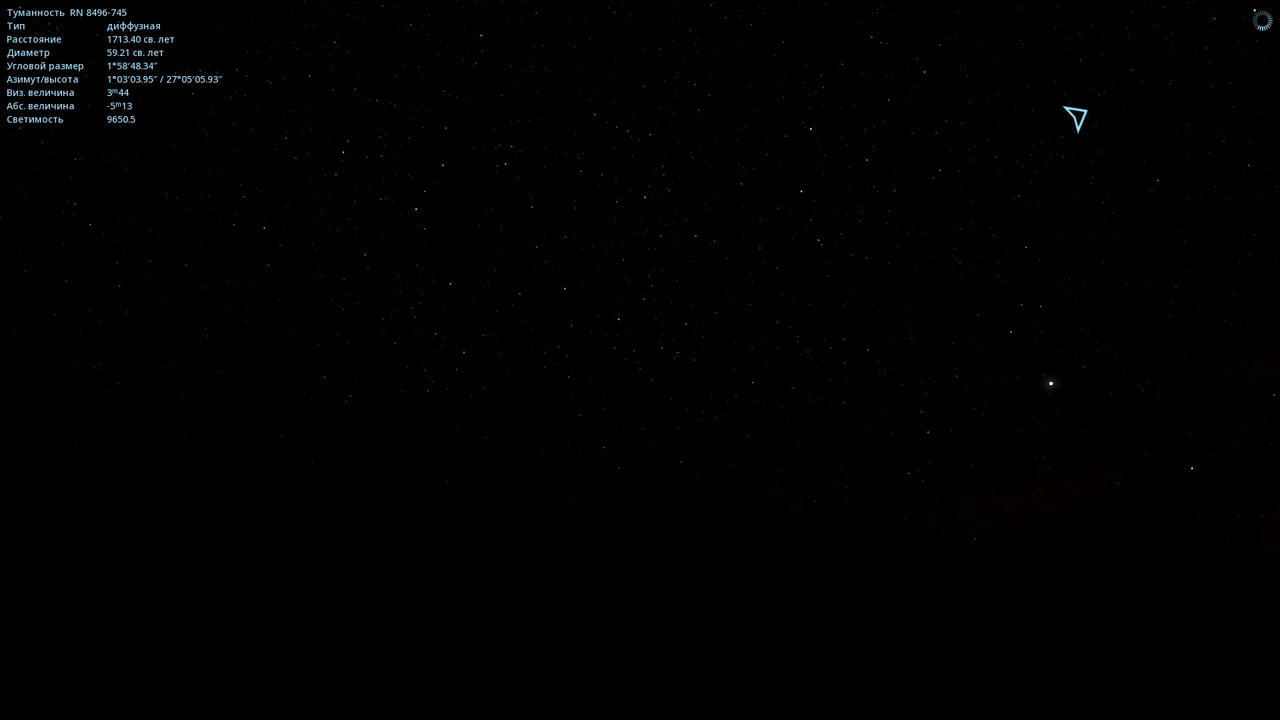 Туманность RN 8496-745
Тип диффузная
Расстояние 1713.40 св. лет
Диаметр 59.21 св. лет
Угловой размер 1°58′48.34″
Азимут/высота 1°03′03.95″ / 27°05′05.93″
Виз. величина 3ᵐ44
Абс. величина -5ᵐ13
Светимость 9650.5